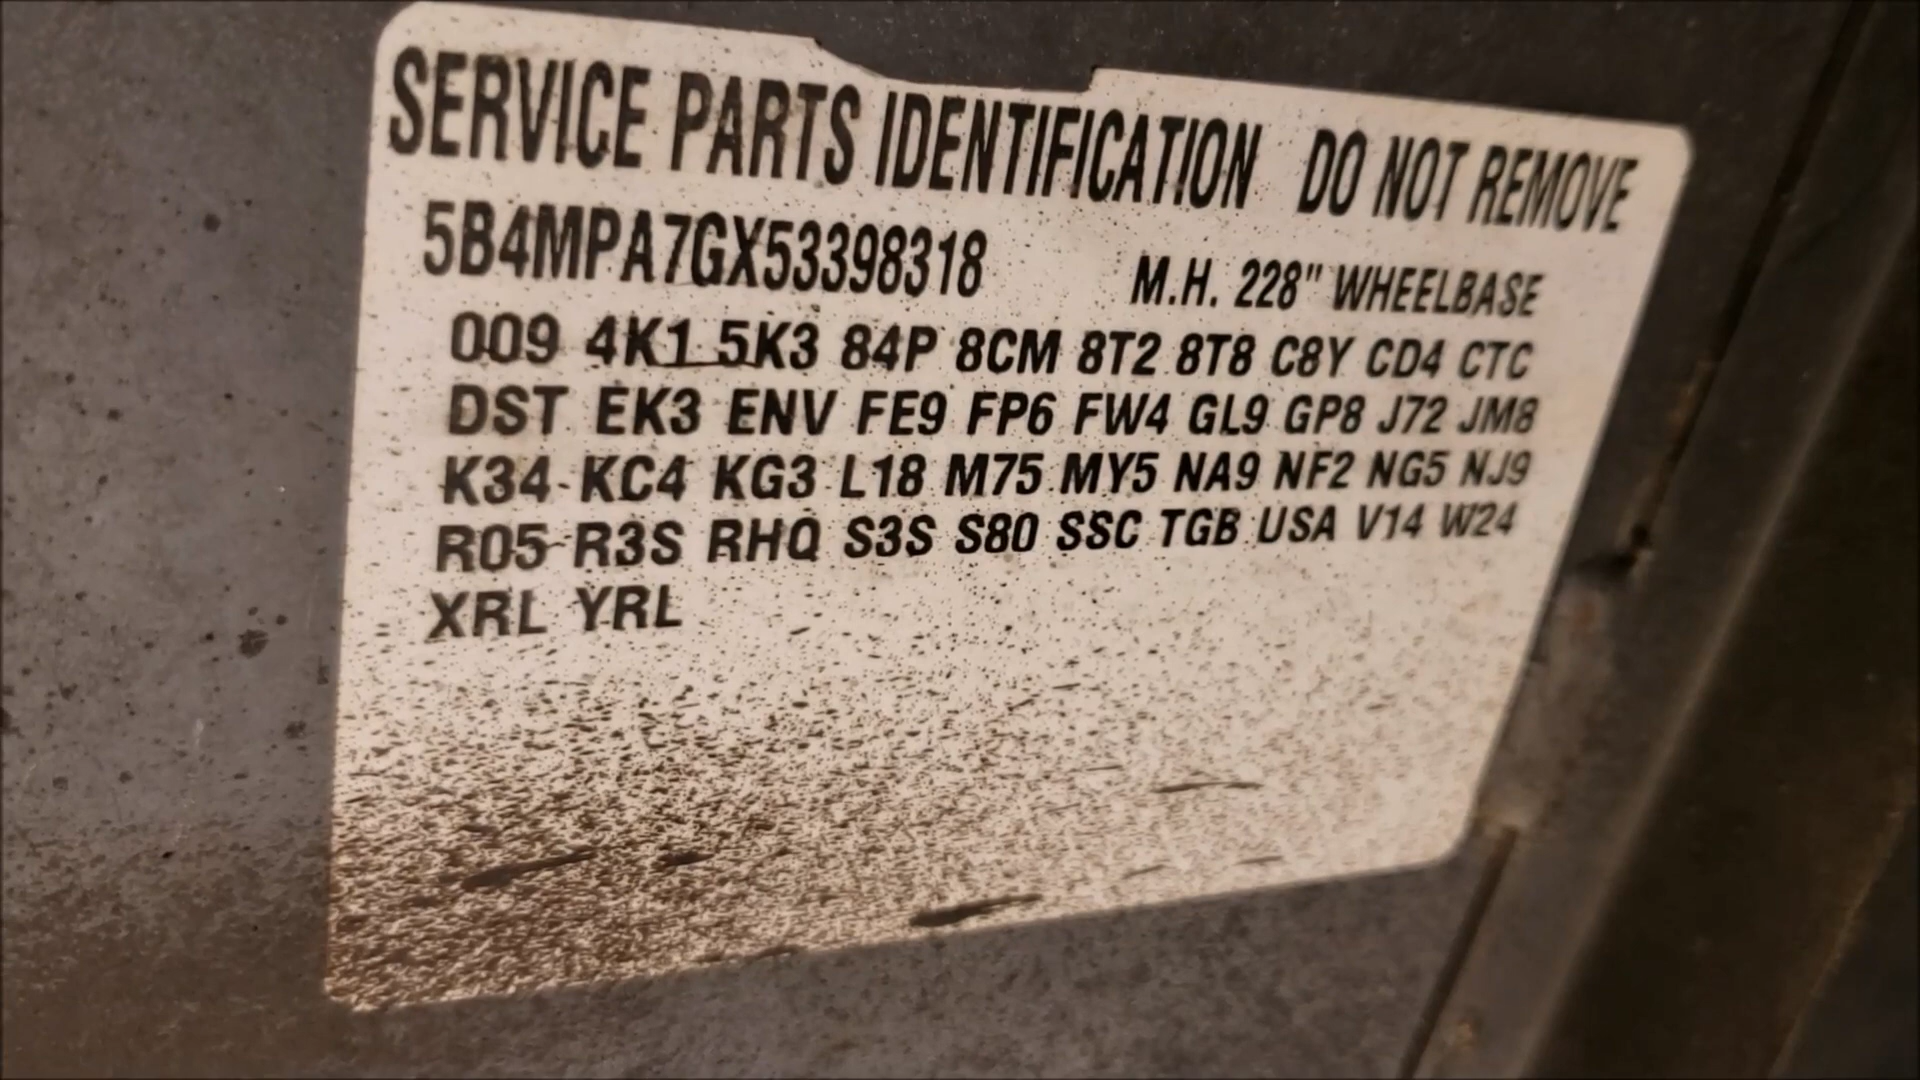 SERVICE PARTS IDENTIFICATION DO NOT REMOVE
5B4MPA7GX53398318 M.H. 228" WHEELBASE
009 4K1 5K3 84P 8CM 8T2 8T8 C8Y CD4 CTC
DST EK3 ENV FE9 FP6 FW4 GL9 GP8 J72 JM8
K34 KC4 KG3 L18 M75 MY5 NA9 NF2 NG5 NJ9
R05 R3S RHQ S3S S80 SSC TGB USA V14 W24
XRL YRL